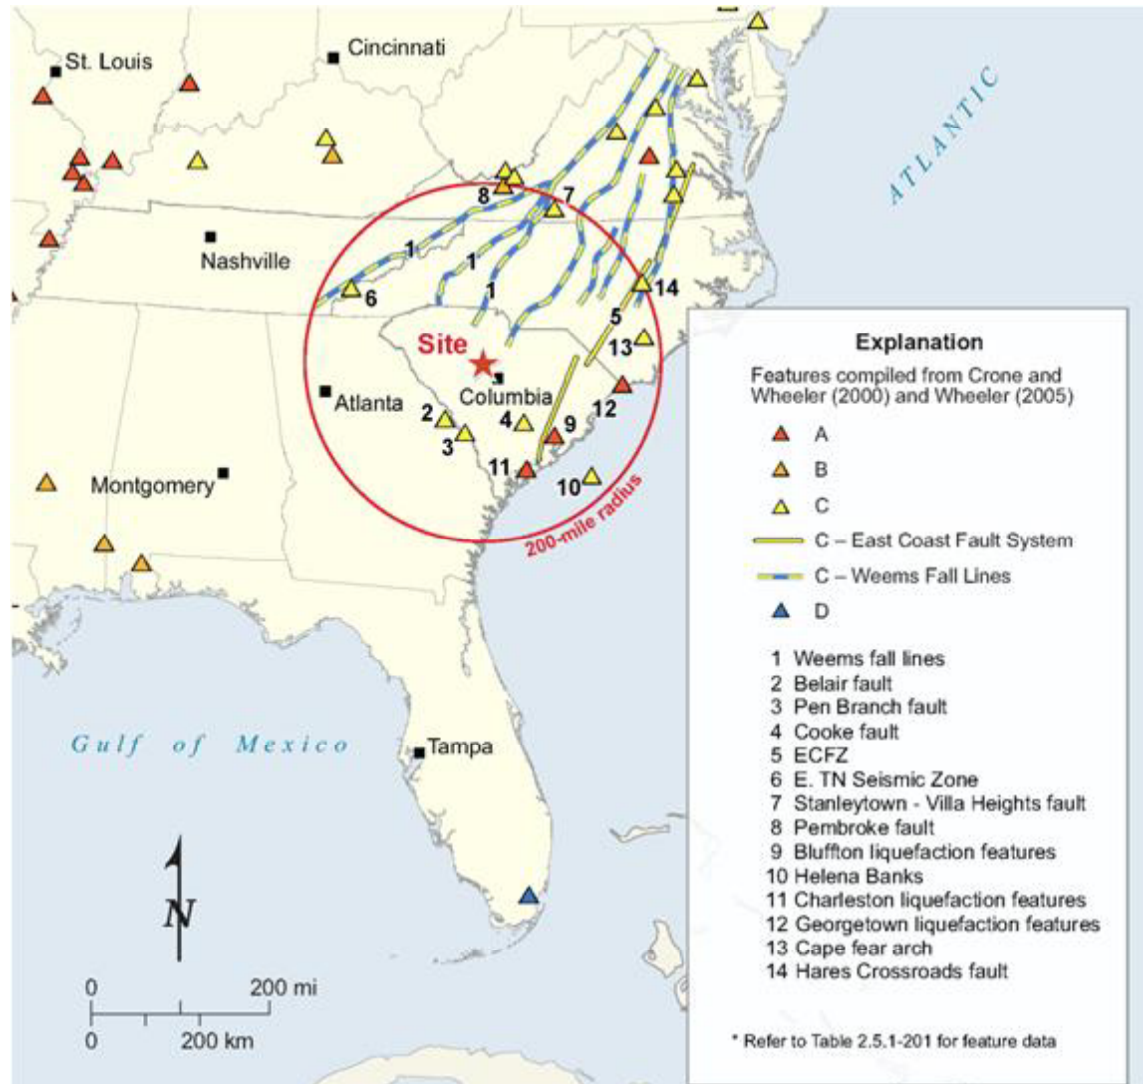 Cincinnati
St. Louis
ATLANTIC
8
7
1
Nashville
1
6
1
14
5
Site
13
Columbia
Atlanta
12
2
4
9
3
11
10
Montgomery
200-mile radius
Gulf of Mexico
Tampa
N
0 200 mi
0 200 km
Explanation
Features compiled from Crone and
Wheeler (2000) and Wheeler (2005)
A
B
C
C – East Coast Fault System
C – Weems Fall Lines
D
1 Weems fall lines
2 Belair fault
3 Pen Branch fault
4 Cooke fault
5 ECFZ
6 E. TN Seismic Zone
7 Stanleytown - Villa Heights fault
8 Pembroke fault
9 Bluffton liquefaction features
10 Helena Banks
11 Charleston liquefaction features
12 Georgetown liquefaction features
13 Cape fear arch
14 Hares Crossroads fault
* Refer to Table 2.5.1-201 for feature data